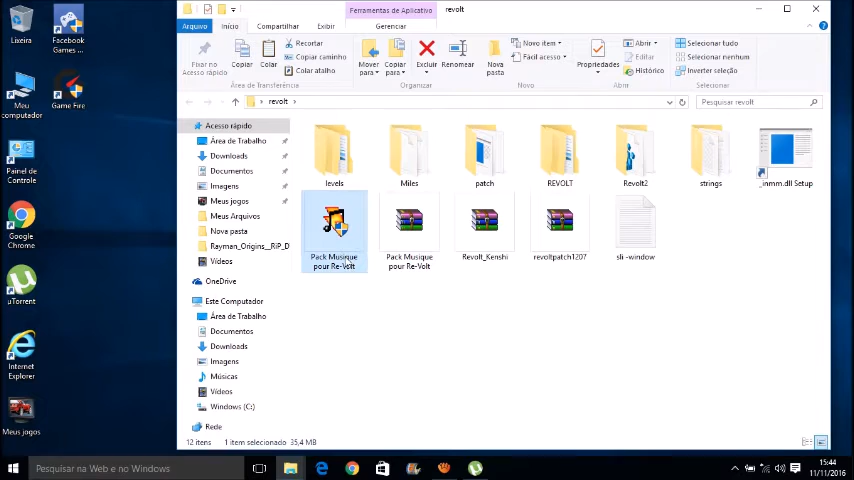 Ferramentas de Aplicativo
revolt
Arquivo
Início
Compartilhar
Exibir
Gerenciar
Fixar no
Acesso rápido
Copiar
Colar
Recortar
Copiar caminho
Colar atalho
Área de Transferência
Mover
para
Copiar
para
Excluir
Renomear
Organizar
Nova
pasta
Novo item
Fácil acesso
Novo
Propriedades
Abrir
Editar
Histórico
Abrir
Selecionar tudo
Selecionar nenhum
Inverter seleção
Selecionar
revolt
Pesquisar revolt
Acesso rápido
Área de Trabalho
Downloads
Documentos
Imagens
Meus jogos
Meus Arquivos
Nova pasta
Rayman_Origins_RiP_D
Vídeos
OneDrive
Este Computador
Área de Trabalho
Documentos
Downloads
Imagens
Músicas
Vídeos
Windows (C:)
Rede
levels
Miles
patch
REVOLT
Revolt2
strings
_inmm.dll Setup
Pack Musique
pour Re-Volt
Pack Musique
pour Re-Volt
Revolt_Kenshi
revoltpatch1207
sli -window
12 itens
1 item selecionado 35,4 MB
Lixeira
Facebook
Games ...
Meu
computador
Game Fire
Painel de
Controle
Google
Chrome
µTorrent
Internet
Explorer
Meus jogos
Pesquisar na Web e no Windows
15:44
11/11/2016